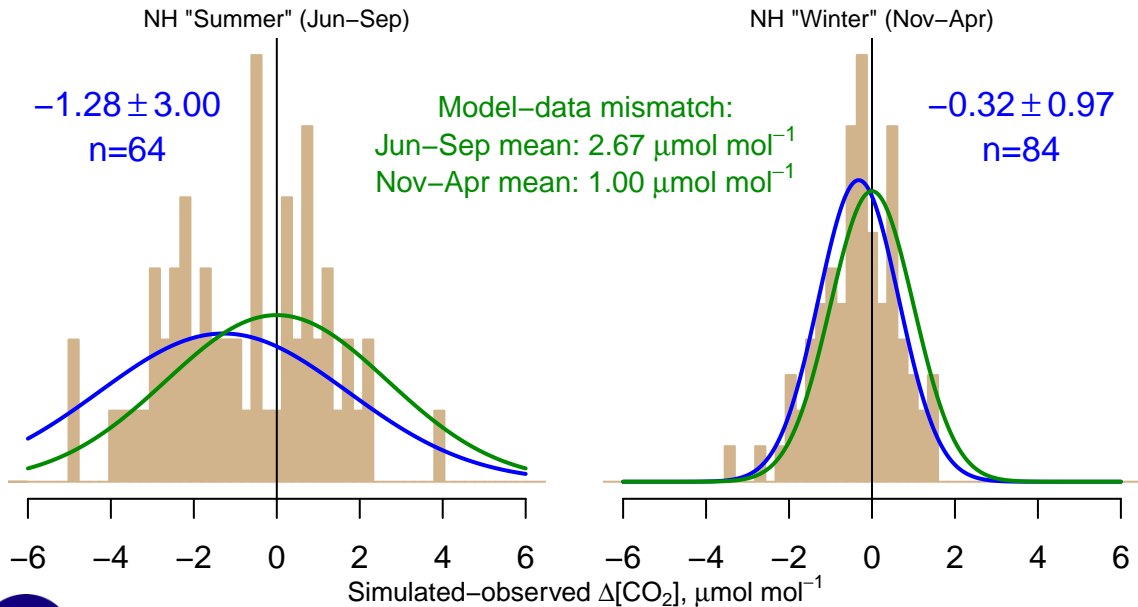 NH "Summer" (Jun−Sep)
NH "Winter" (Nov−Apr)
−1.28 ± 3.00
n=64
Model−data mismatch:
Jun−Sep mean: 2.67 μmol mol⁻¹
Nov−Apr mean: 1.00 μmol mol⁻¹
−0.32 ± 0.97
n=84
−6 −4 −2 0 2 4 6
−6 −4 −2 0 2 4 6
Simulated−observed Δ[CO₂], μmol mol⁻¹